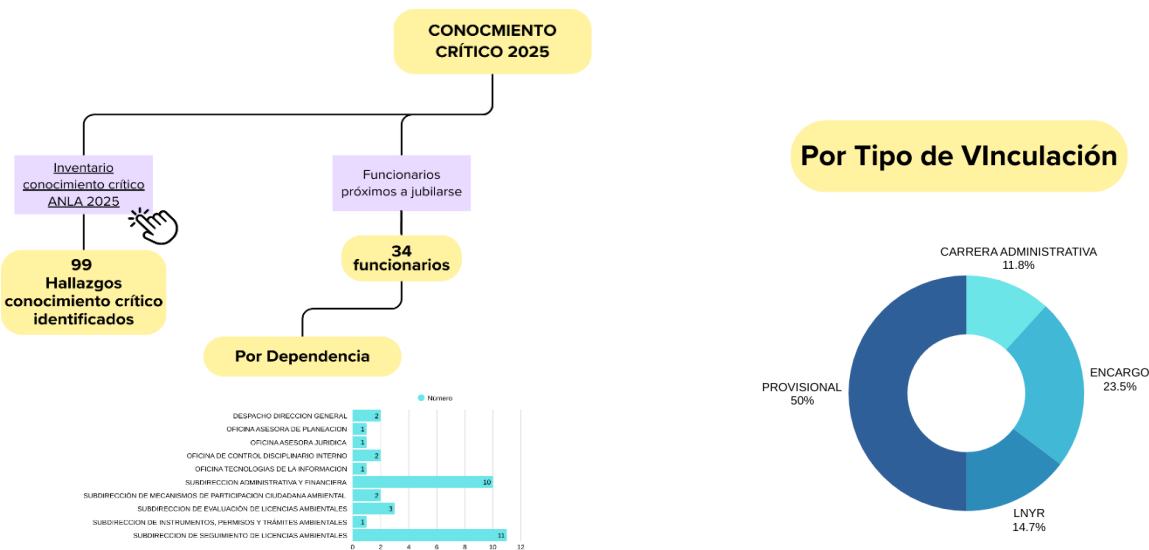 CONOCMIENTO
CRÍTICO 2025
Inventario
conocimiento crítico
ANLA 2025
Funcionarios
próximos a jubilarse
99
Hallazgos
conocimiento crítico
identificados
34
funcionarios
Por Dependencia
Número
DESPACHO DIRECCION GENERAL 2
OFICINA ASESORA DE PLANEACION 1
OFICINA ASESORA JURIDICA 1
OFICINA DE CONTROL DISCIPLINARIO INTERNO 2
OFICINA TECNOLOGIAS DE LA INFORMACION 1
SUBDIRECCION ADMINISTRATIVA Y FINANCIERA 10
SUBDIRECCIÓN DE MECANISMOS DE PARTICIPACION CIUDADANA AMBIENTAL 2
SUBDIRECCION DE EVALUACIÓN DE LICENCIAS AMBIENTALES 3
SUBDIRECCION DE INSTRUMENTOS, PERMISOS Y TRÁMITES AMBIENTALES 1
SUBDIRECCION DE SEGUIMIENTO DE LICENCIAS AMBIENTALES 11
0 2 4 6 8 10 12
Por Tipo de VInculación
CARRERA ADMINISTRATIVA
11.8%
ENCARGO
23.5%
PROVISIONAL
50%
LNYR
14.7%